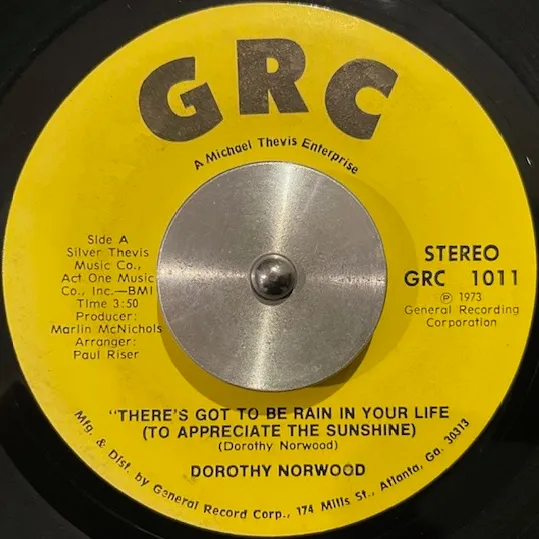 GRC
A Michael Thevis Enterprise
Side A
Silver Thevis
Music Co.,
Act One Music
Co., Inc.—BMI
Time 3:50
Producer:
Marlin McNichols
Arranger:
Paul Riser
STEREO
GRC 1011
℗ 1973
General Recording
Corporation
"THERE"S GOT TO BE RAIN IN YOUR LIFE
(TO APPRECIATE THE SUNSHINE)
(Dorothy Norwood)
DOROTHY NORWOOD
Mfg. & Dist. by General Record Corp., 174 Mills St., Atlanta, Ga. 30313